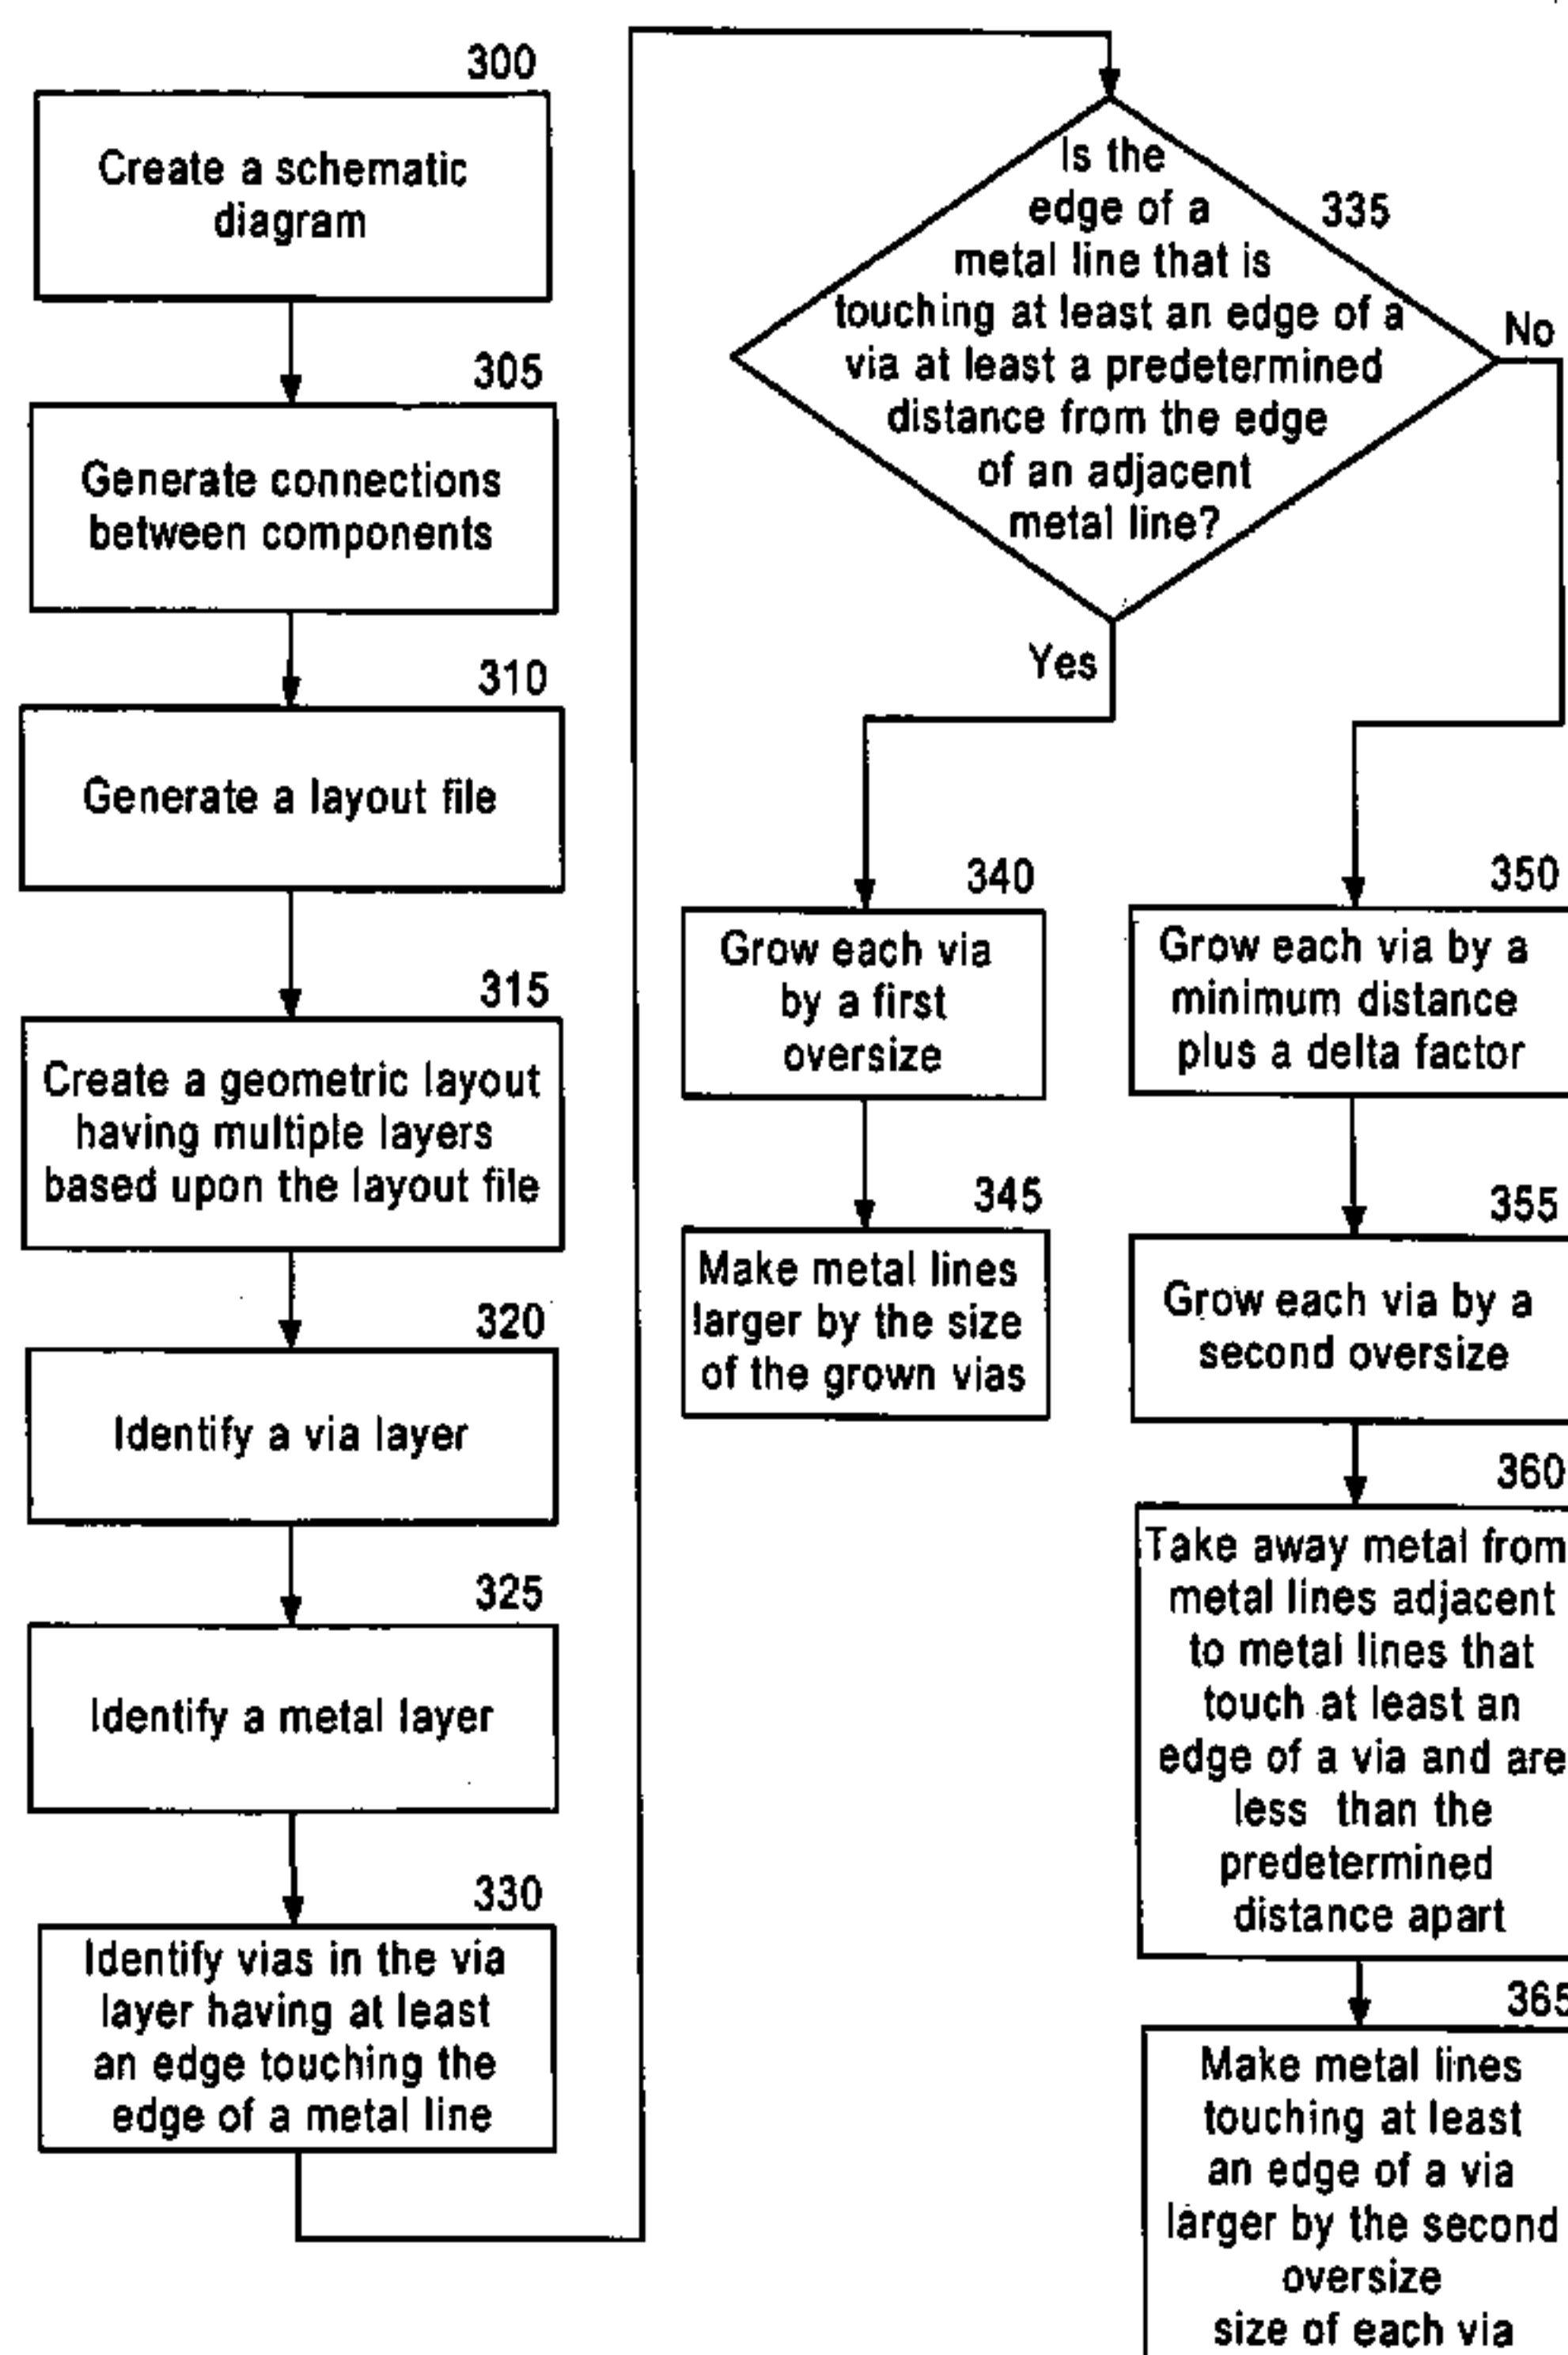 300
Create a schematic
diagram
305
Generate connections
between components
310
Generate a layout file
315
Create a geometric layout
having multiple layers
based upon the layout file
320
Identify a via layer
325
Identify a metal layer
330
Identify vias in the via
layer having at least
an edge touching the
edge of a metal line
335
Is the
edge of a
metal line that is
touching at least an edge of a
via at least a predetermined
distance from the edge
of an adjacent
metal line?
No
Yes
340
Grow each via
by a first
oversize
345
Make metal lines
larger by the size
of the grown vias
350
Grow each via by a
minimum distance
plus a delta factor
355
Grow each via by a
second oversize
360
Take away metal from
metal lines adjacent
to metal lines that
touch at least an
edge of a via and are
less than the
predetermined
distance apart
365
Make metal lines
touching at least
an edge of a via
larger by the second
oversize
size of each via